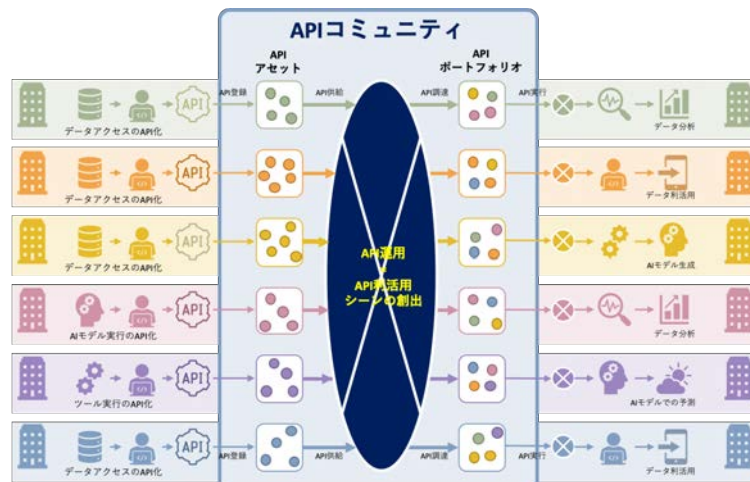 APIコミュニティ
API
アセット
API
ポートフォリオ
API登録
API供給
API調達
API実行
API
データアクセスのAPI化
データ分析
API
データアクセスのAPI化
データ利活用
API
データアクセスのAPI化
AIモデル生成
API運用
API利活用
シーンの創出
API
AIモデル実行のAPI化
データ分析
API
ツール実行のAPI化
AIモデルでの予測
API登録
API供給
API調達
API実行
API
データアクセスのAPI化
データ利活用